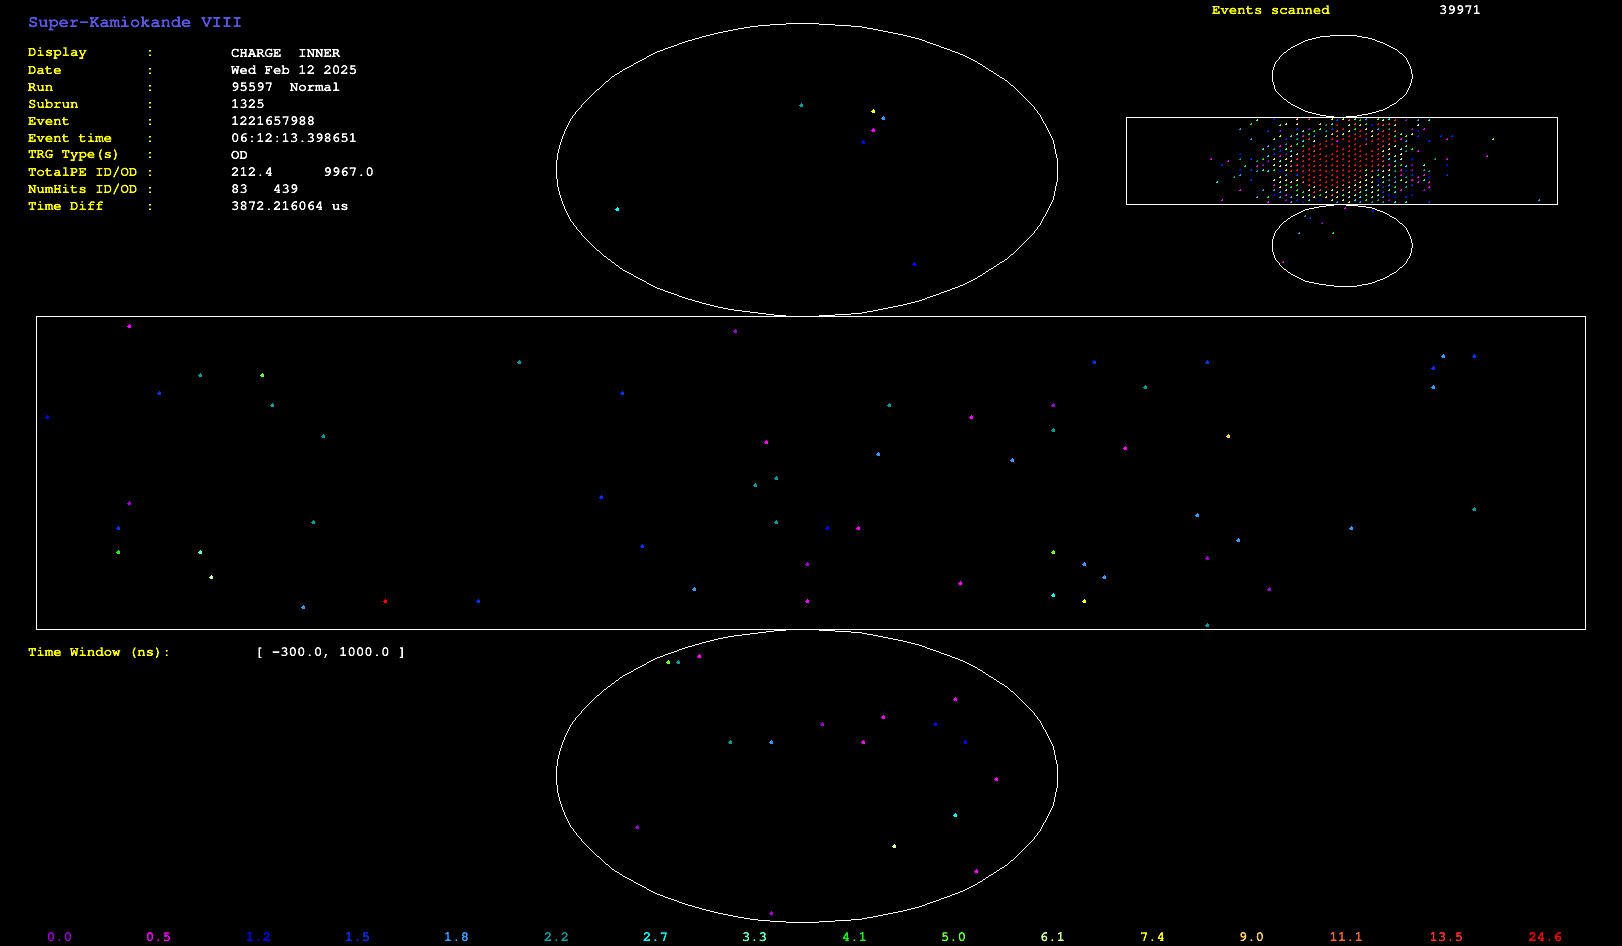 Super-Kamiokande VIII
Events scanned 39971
Display : CHARGE INNER
Date : Wed Feb 12 2025
Run : 95597 Normal
Subrun : 1325
Event : 1221657988
Event time : 06:12:13.398651
TRG Type(s) : OD
TotalPE ID/OD : 212.4 9967.0
NumHits ID/OD : 83 439
Time Diff : 3872.216064 us
Time Window (ns): [ -300.0, 1000.0 ]
0.0 0.5 1.2 1.5 1.8 2.2 2.7 3.3 4.1 5.0 6.1 7.4 9.0 11.1 13.5 24.6